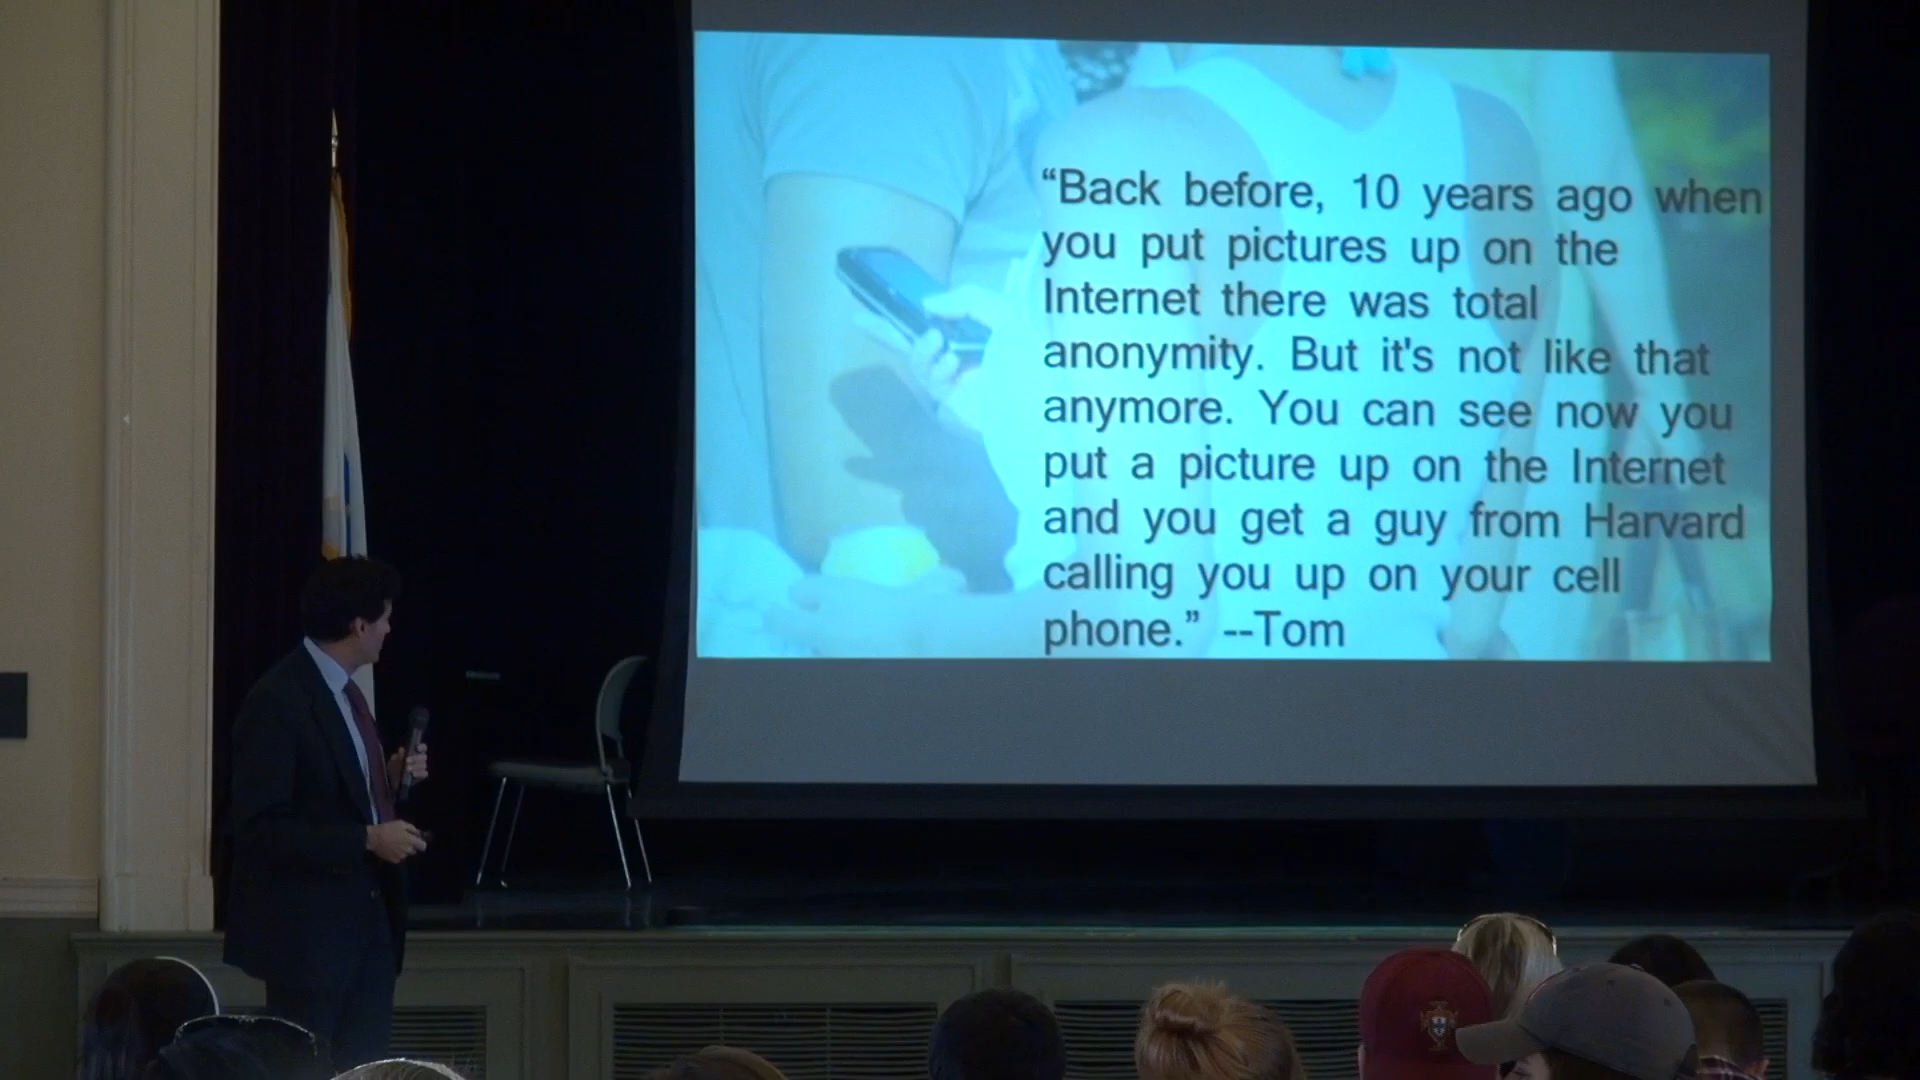 “Back before, 10 years ago when
you put pictures up on the
Internet there was total
anonymity. But it's not like that
anymore. You can see now you
put a picture up on the Internet
and you get a guy from Harvard
calling you up on your cell
phone.” --Tom